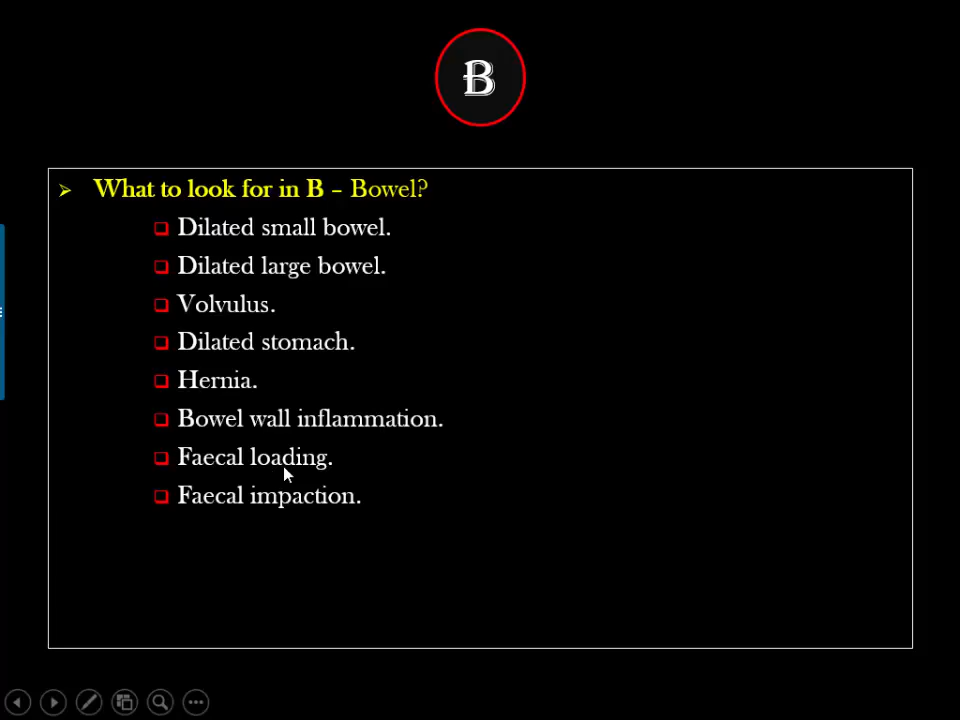 B
What to look for in B – Bowel?
Dilated small bowel.
Dilated large bowel.
Volvulus.
Dilated stomach.
Hernia.
Bowel wall inflammation.
Faecal loading.
Faecal impaction.